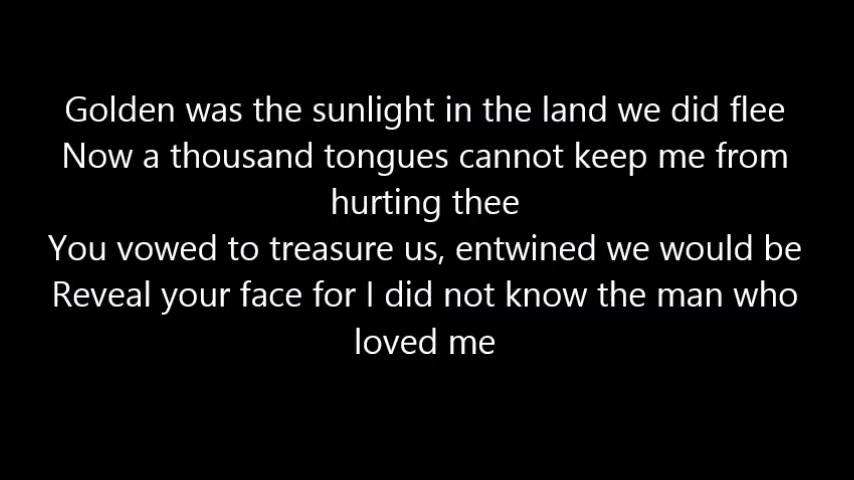 Golden was the sunlight in the land we did flee
Now a thousand tongues cannot keep me from
hurting thee
You vowed to treasure us, entwined we would be
Reveal your face for I did not know the man who
loved me